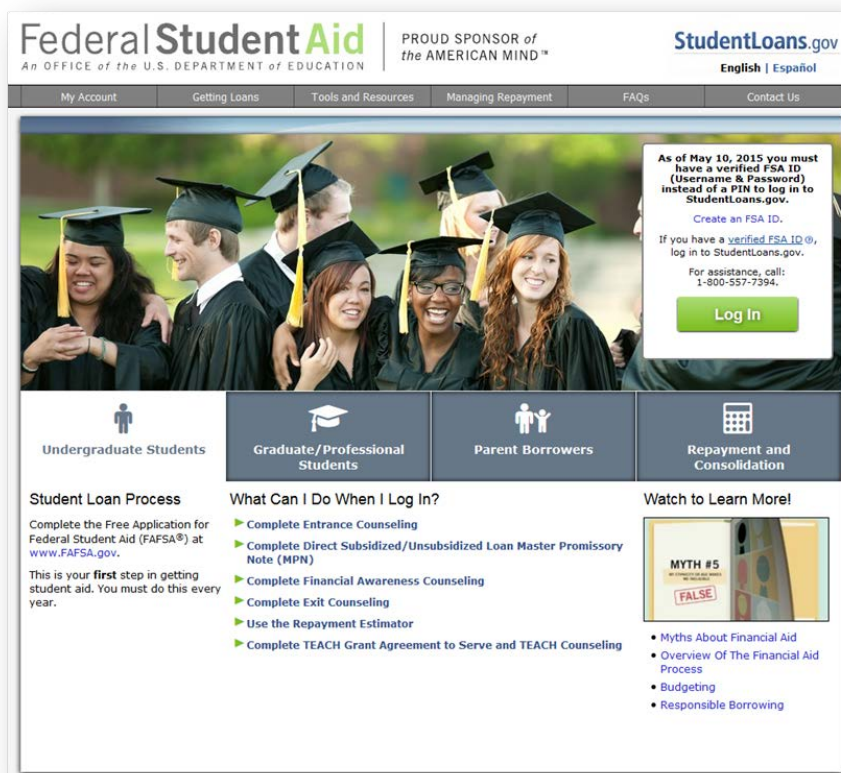 Federal Student Aid
An OFFICE of the U.S. DEPARTMENT of EDUCATION
PROUD SPONSOR of
the AMERICAN MIND™
StudentLoans.gov
English | Español
My Account
Getting Loans
Tools and Resources
Managing Repayment
FAQs
Contact Us
As of May 10, 2015 you must
have a verified FSA ID
(Username & Password)
instead of a PIN to log in to
StudentLoans.gov.
Create an FSA ID.
If you have a verified FSA ID,
log in to StudentLoans.gov.
For assistance, call:
1-800-557-7394.
Log In
Undergraduate Students
Graduate/Professional
Students
Parent Borrowers
Repayment and
Consolidation
Student Loan Process
Complete the Free Application for
Federal Student Aid (FAFSA®) at
www.FAFSA.gov.
This is your first step in getting
student aid. You must do this every
year.
What Can I Do When I Log In?
Complete Entrance Counseling
Complete Direct Subsidized/Unsubsidized Loan Master Promissory
Note (MPN)
Complete Financial Awareness Counseling
Complete Exit Counseling
Use the Repayment Estimator
Complete TEACH Grant Agreement to Serve and TEACH Counseling
Watch to Learn More!
MYTH #5
FALSE
Myths About Financial Aid
Overview Of The Financial Aid
Process
Budgeting
Responsible Borrowing